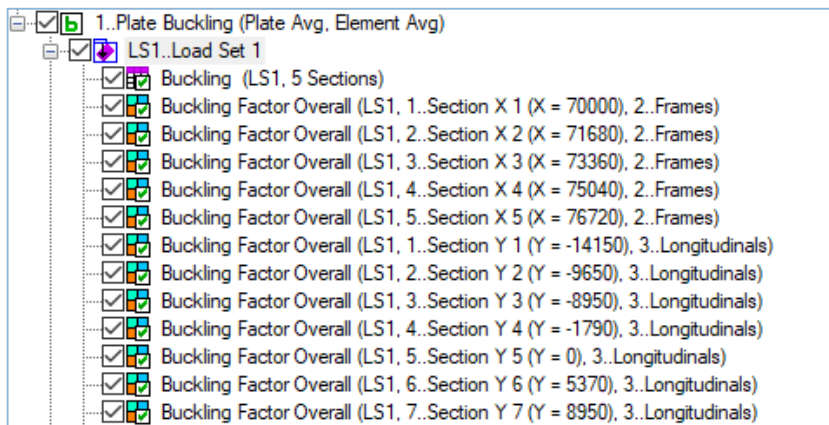 1..Plate Buckling (Plate Avg, Element Avg)
LS1..Load Set 1
Buckling (LS1, 5 Sections)
Buckling Factor Overall (LS1, 1..Section X 1 (X = 70000), 2..Frames)
Buckling Factor Overall (LS1, 2..Section X 2 (X = 71680), 2..Frames)
Buckling Factor Overall (LS1, 3..Section X 3 (X = 73360), 2..Frames)
Buckling Factor Overall (LS1, 4..Section X 4 (X = 75040), 2..Frames)
Buckling Factor Overall (LS1, 5..Section X 5 (X = 76720), 2..Frames)
Buckling Factor Overall (LS1, 1..Section Y 1 (Y = -14150), 3..Longitudinals)
Buckling Factor Overall (LS1, 2..Section Y 2 (Y = -9650), 3..Longitudinals)
Buckling Factor Overall (LS1, 3..Section Y 3 (Y = -8950), 3..Longitudinals)
Buckling Factor Overall (LS1, 4..Section Y 4 (Y = -1790), 3..Longitudinals)
Buckling Factor Overall (LS1, 5..Section Y 5 (Y = 0), 3..Longitudinals)
Buckling Factor Overall (LS1, 6..Section Y 6 (Y = 5370), 3..Longitudinals)
Buckling Factor Overall (LS1, 7..Section Y 7 (Y = 8950), 3..Longitudinals)